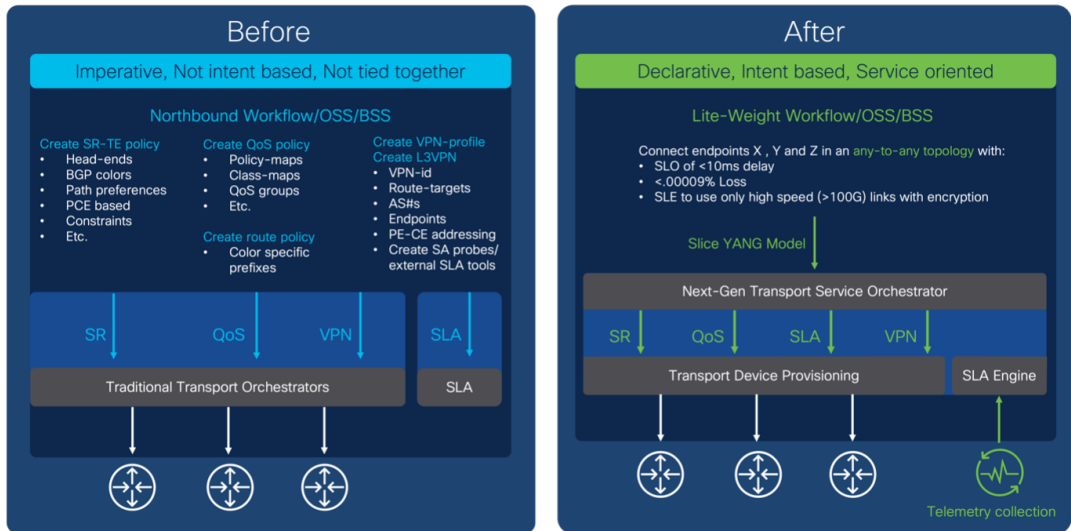 Before
Imperative, Not intent based, Not tied together
Northbound Workflow/OSS/BSS
Create SR-TE policy
• Head-ends
• BGP colors
• Path preferences
• PCE based
• Constraints
• Etc.
Create QoS policy
• Policy-maps
• Class-maps
• QoS groups
• Etc.
Create route policy
• Color specific
prefixes
Create VPN-profile
Create L3VPN
• VPN-id
• Route-targets
• AS#s
• Endpoints
• PE-CE addressing
• Create SA probes/
external SLA tools
SR
QoS
VPN
SLA
Traditional Transport Orchestrators
SLA
After
Declarative, Intent based, Service oriented
Lite-Weight Workflow/OSS/BSS
Connect endpoints X , Y and Z in an any-to-any topology with:
• SLO of <10ms delay
• <.00009% Loss
• SLE to use only high speed (>100G) links with encryption
Slice YANG Model
Next-Gen Transport Service Orchestrator
SR
QoS
SLA
VPN
Transport Device Provisioning
SLA Engine
Telemetry collection